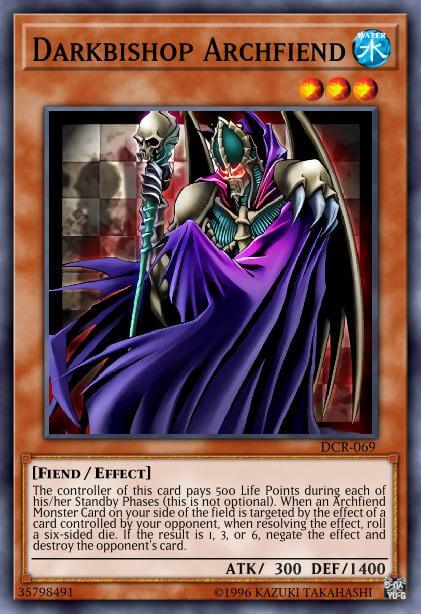 DARKBISHOP ARCHFIEND
WATER
水
DCR-069
[FIEND / EFFECT]
The controller of this card pays 500 Life Points during each of
his/her Standby Phases (this is not optional). When an Archfiend
Monster Card on your side of the field is targeted by the effect of a
card controlled by your opponent, when resolving the effect, roll
a six-sided die. If the result is 1, 3, or 6, negate the effect and
destroy the opponent's card.
ATK/ 300 DEF/1400
35798491
©1996 KAZUKI TAKAHASHI